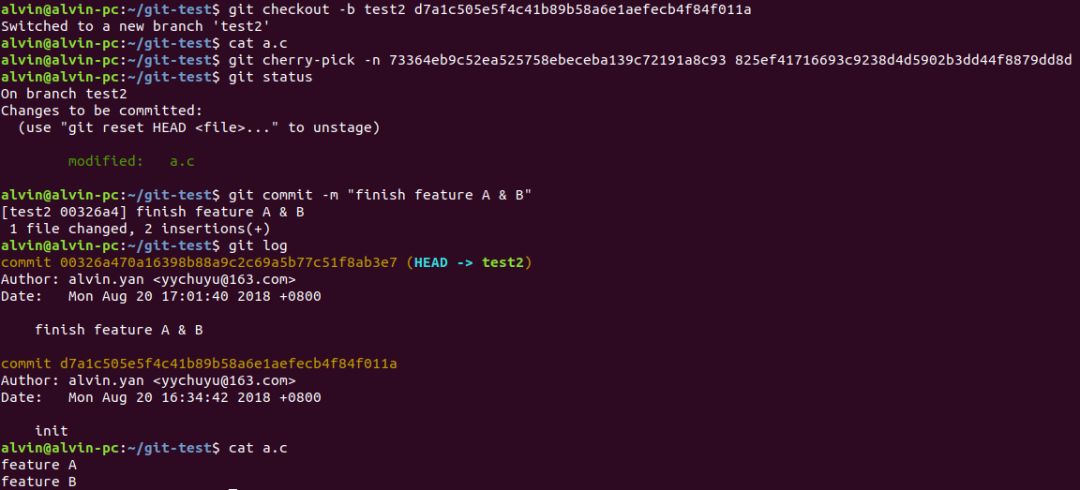 alvin@alvin-pc:~/git-test$ git checkout -b test2 d7a1c505e5f4c41b89b58a6e1aefecb4f84f011a
Switched to a new branch 'test2'
alvin@alvin-pc:~/git-test$ cat a.c
alvin@alvin-pc:~/git-test$ git cherry-pick -n 73364eb9c52ea525758ebeceba139c72191a8c93 825ef41716693c9238d4d5902b3dd44f8879dd8d
alvin@alvin-pc:~/git-test$ git status
On branch test2
Changes to be committed:
  (use "git reset HEAD <file>..." to unstage)
        modified:   a.c
alvin@alvin-pc:~/git-test$ git commit -m "finish feature A & B"
[test2 00326a4] finish feature A & B
 1 file changed, 2 insertions(+)
alvin@alvin-pc:~/git-test$ git log
commit 00326a470a16398b88a9c2c69a5b77c51f8ab3e7 (HEAD -> test2)
Author: alvin.yan <yychuyu@163.com>
Date:   Mon Aug 20 17:01:40 2018 +0800
    finish feature A & B
commit d7a1c505e5f4c41b89b58a6e1aefecb4f84f011a
Author: alvin.yan <yychuyu@163.com>
Date:   Mon Aug 20 16:34:42 2018 +0800
    init
alvin@alvin-pc:~/git-test$ cat a.c
feature A
feature B